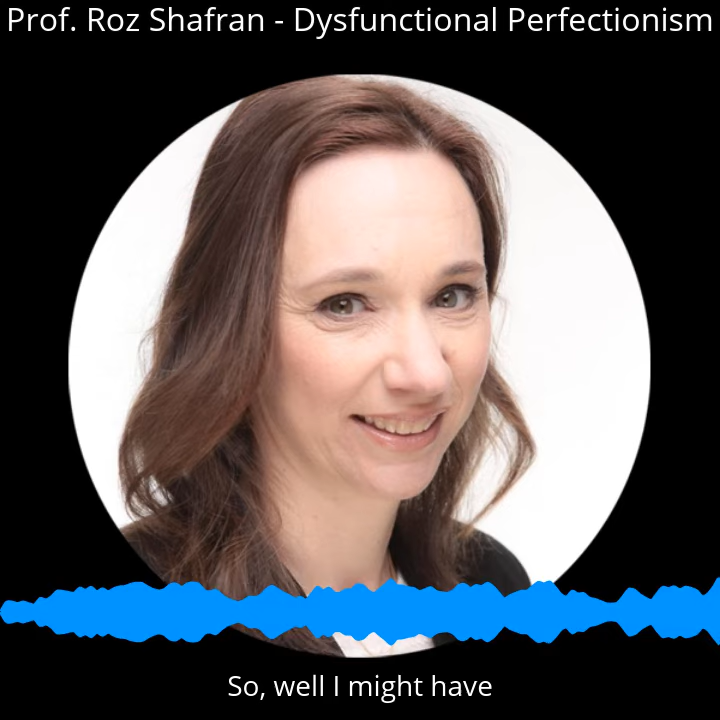 Prof. Roz Shafran - Dysfunctional Perfectionism
So, well I might have